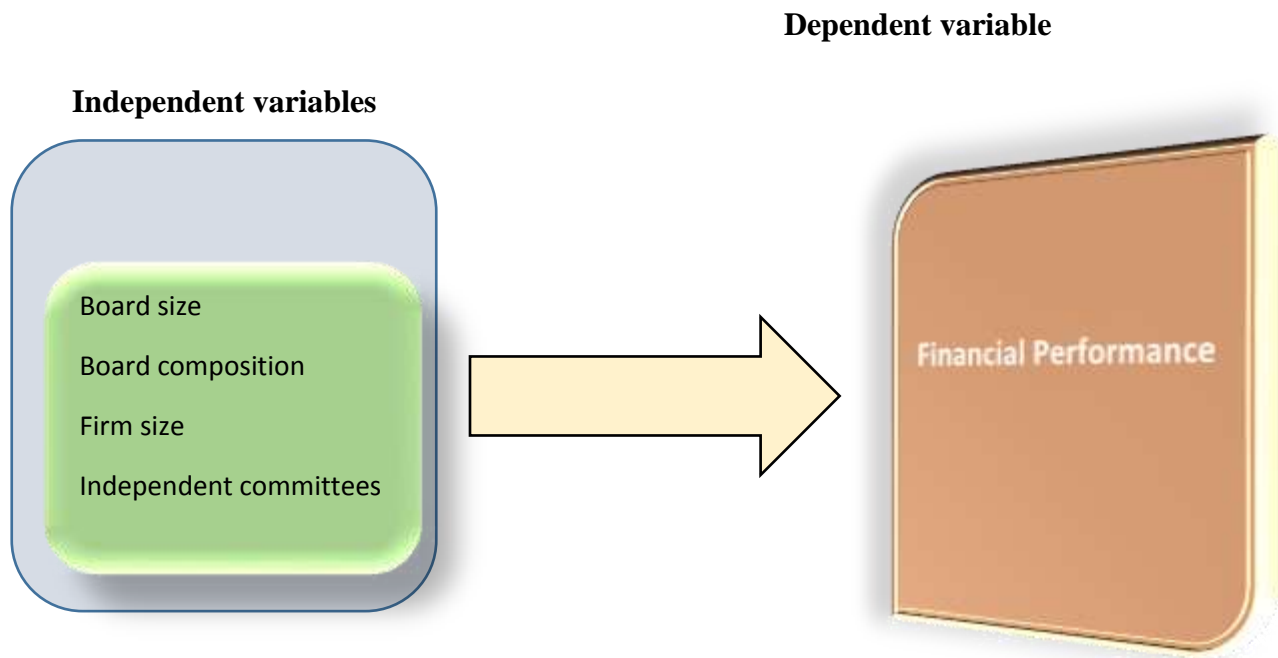 Dependent variable
Independent variables
Board size
Board composition
Firm size
Independent committees
Financial Performance